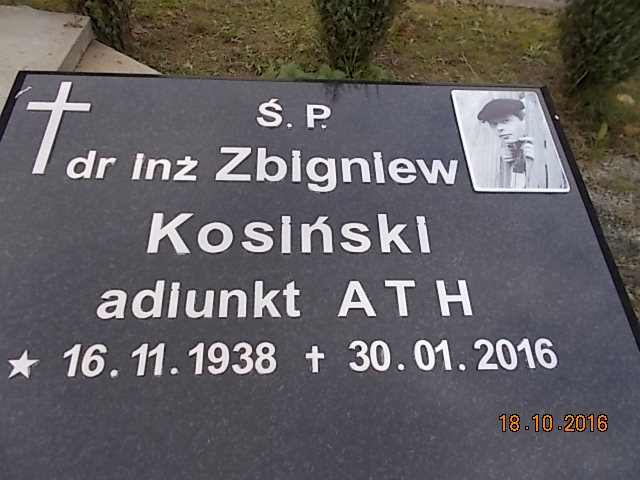 Ś. P.
dr inż Zbigniew
Kosiński
adiunkt ATH
16.11.1938 ✝ 30.01.2016
18.10.2016